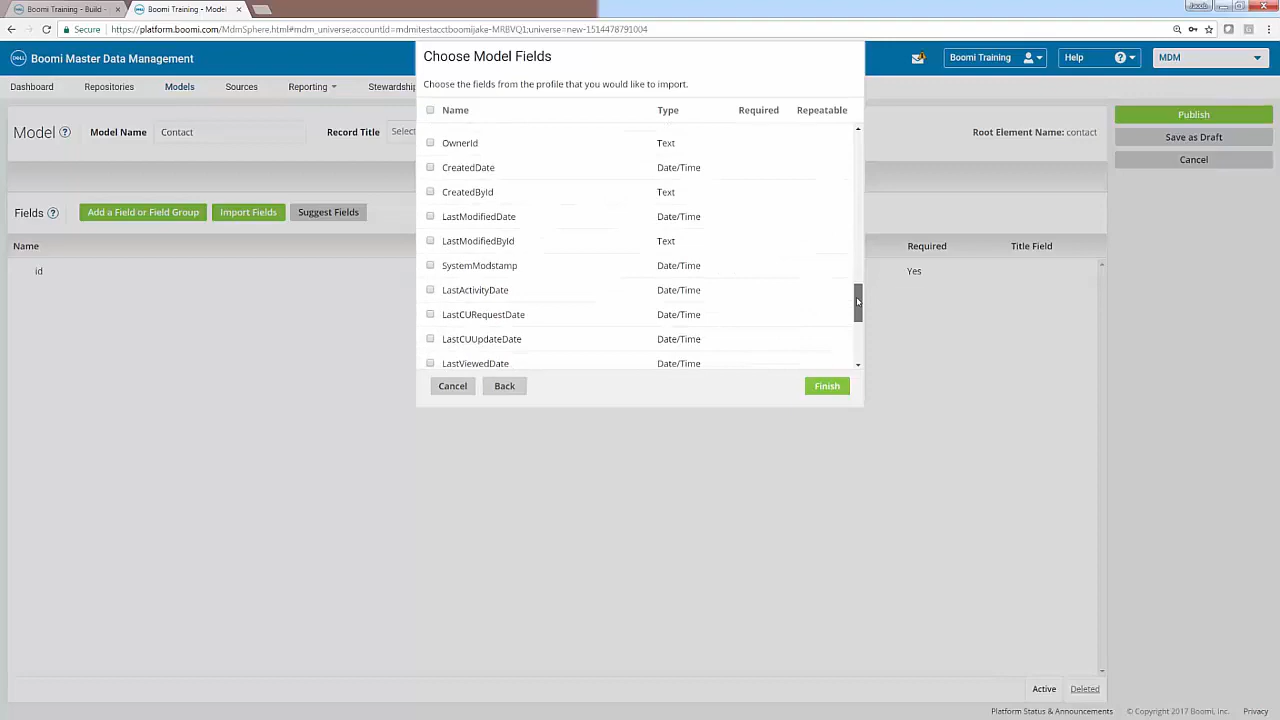 Boomi Training - Build -
Boomi Training - Model
Jacob
Secure
https://platform.boomi.com/MdmSphere.html#mdm_universe;accountId=mdmitestacctboomijake-MRBVQ1;universe=new-1514478791004
DELL Boomi Master Data Management
Boomi Training
Help
MDM
Dashboard
Repositories
Models
Sources
Reporting
Stewardshi
Choose Model Fields
Choose the fields from the profile that you would like to import.
Name Type Required Repeatable
OwnerId Text
CreatedDate Date/Time
CreatedById Text
LastModifiedDate Date/Time
LastModifiedById Text
SystemModstamp Date/Time
LastActivityDate Date/Time
LastCURequestDate Date/Time
LastCUUpdateDate Date/Time
LastViewedDate Date/Time
Cancel Back Finish
Model ? Model Name Contact Record Title Select
Root Element Name: contact
Publish
Save as Draft
Cancel
Fields ? Add a Field or Field Group Import Fields Suggest Fields
Name Required Title Field
id Yes
Active Deleted
Platform Status & Announcements © Copyright 2017 Boomi, Inc. Privacy